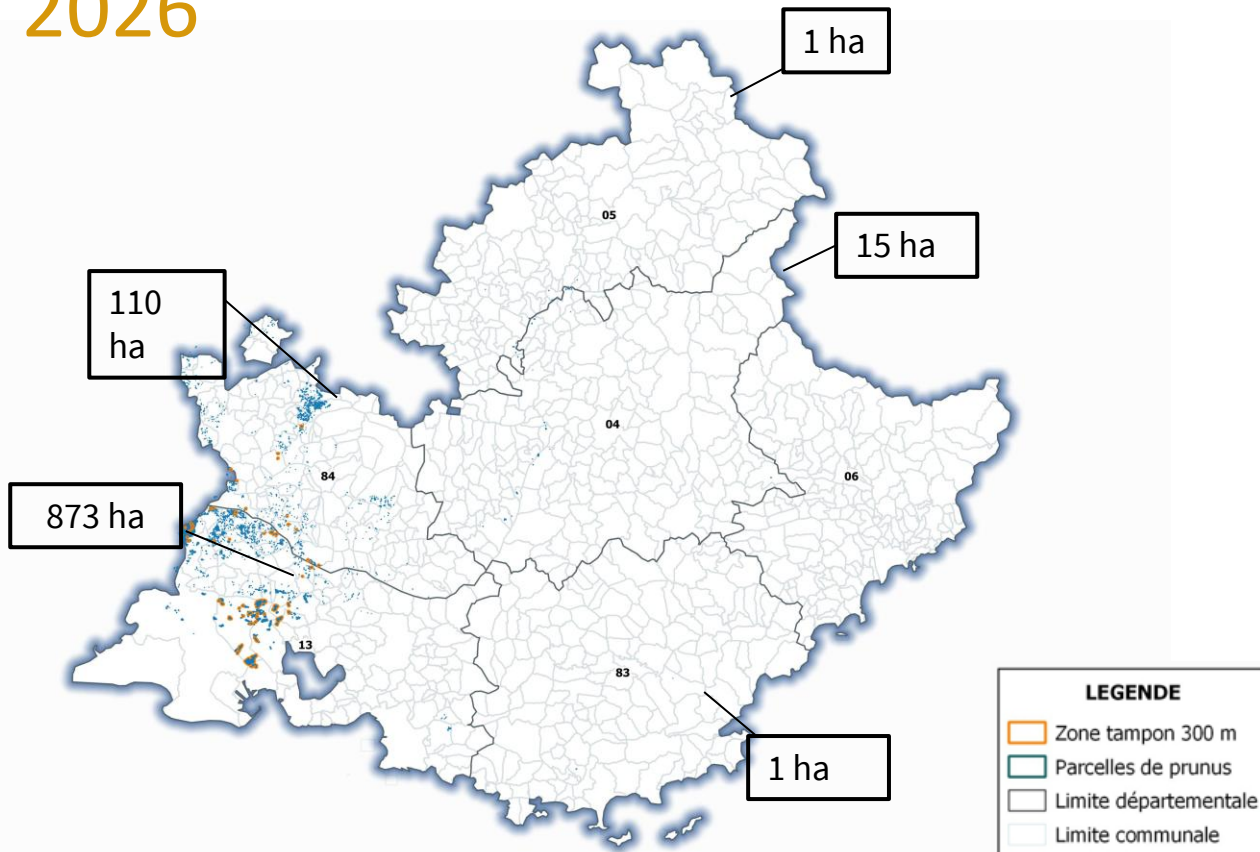 2026
1 ha
05
15 ha
110
ha
04
84
06
873 ha
13
83
1 ha
LEGENDE
Zone tampon 300 m
Parcelles de prunus
Limite départementale
Limite communale